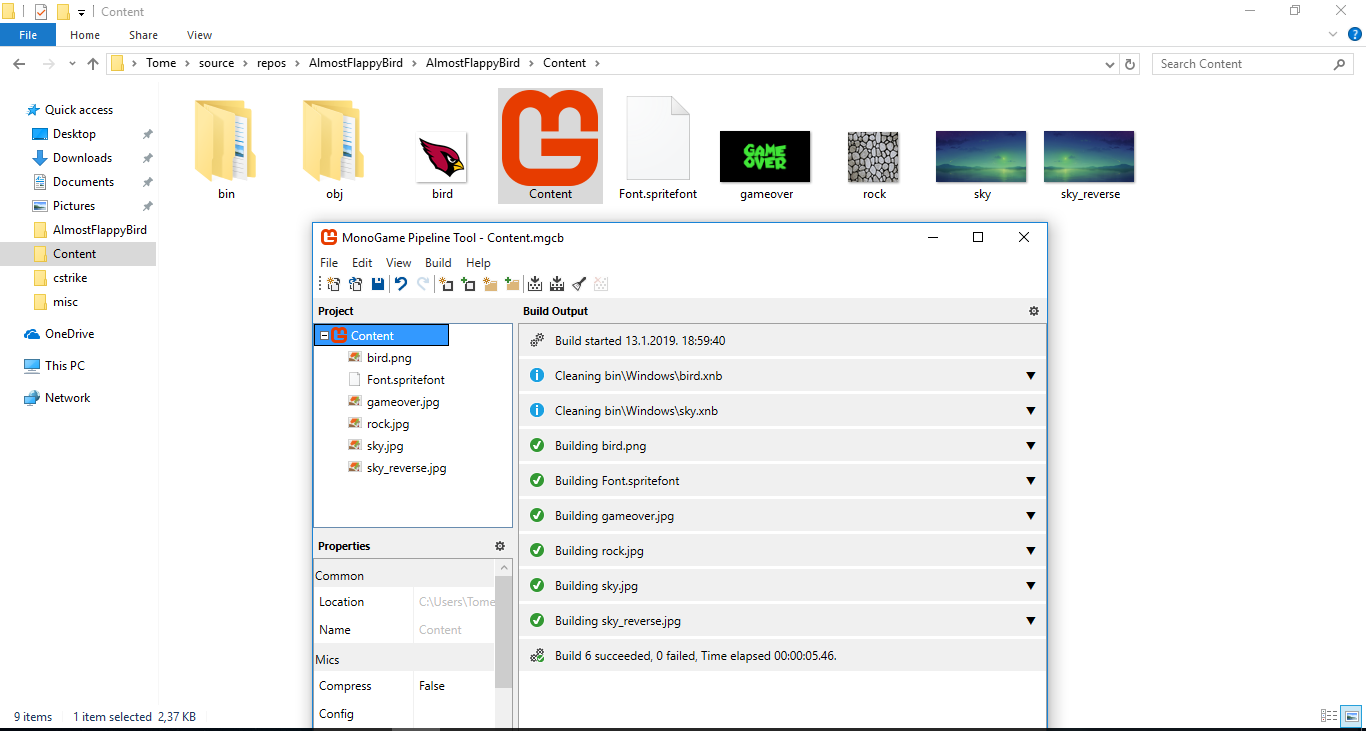 Content
File Home Share View
Tome source repos AlmostFlappyBird AlmostFlappyBird Content
Search Content
Quick access
Desktop
Downloads
Documents
Pictures
AlmostFlappyBird
Content
cstrike
misc
OneDrive
This PC
Network
GAME
OVER
bin obj bird Content Font.spritefont gameover rock sky sky_reverse
MonoGame Pipeline Tool - Content.mgcb
File Edit View Build Help
Project
Content
bird.png
Font.spritefont
gameover.jpg
rock.jpg
sky.jpg
sky_reverse.jpg
Properties
Common
Location C:\Users\Tome
Name Content
Mics
Compress False
Config
Build Output
Build started 13.1.2019. 18:59:40
Cleaning bin\Windows\bird.xnb
Cleaning bin\Windows\sky.xnb
Building bird.png
Building Font.spritefont
Building gameover.jpg
Building rock.jpg
Building sky.jpg
Building sky_reverse.jpg
Build 6 succeeded, 0 failed, Time elapsed 00:00:05.46.
9 items 1 item selected 2,37 KB